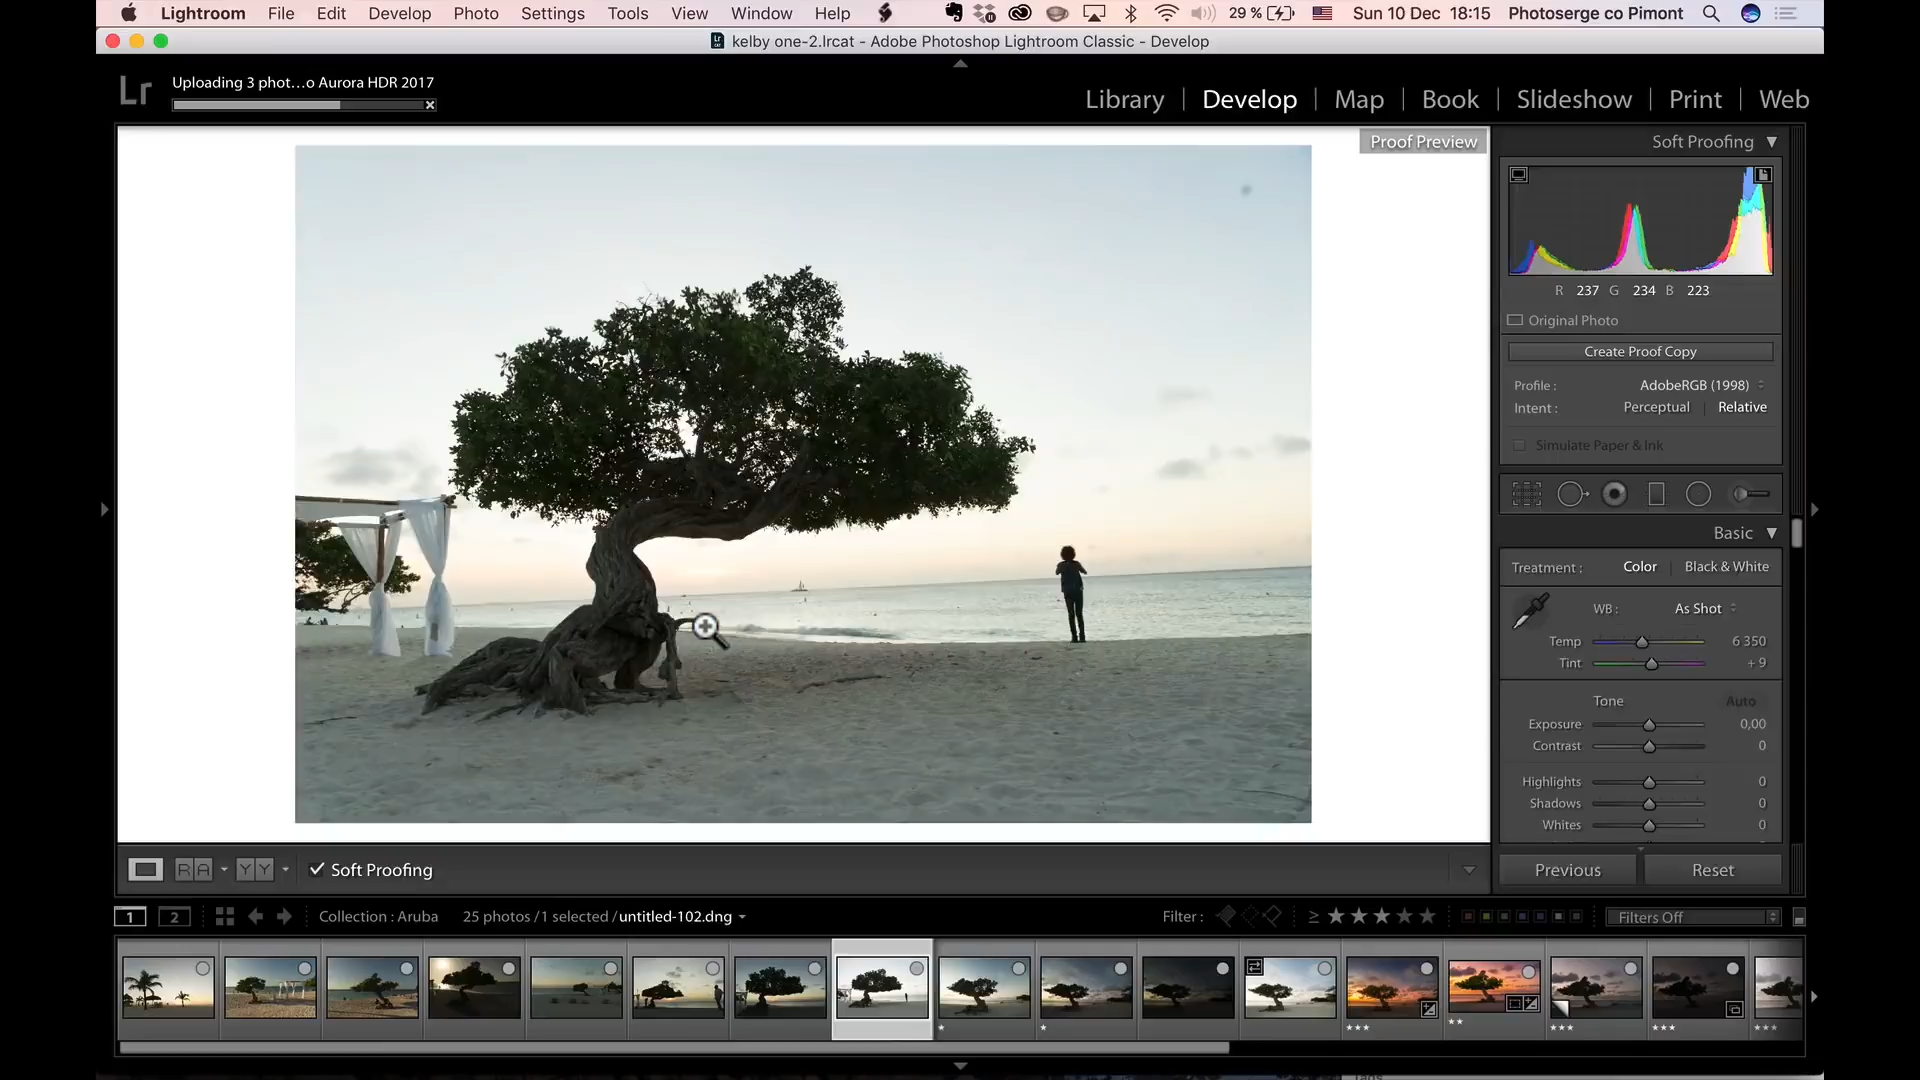 Lightroom File Edit Develop Photo Settings Tools View Window Help 29 % Sun 10 Dec 18:15 Photoserge co Pimont
kelby one-2.lrcat - Adobe Photoshop Lightroom Classic - Develop
Lr Uploading 3 phot…o Aurora HDR 2017
Library | Develop | Map | Book | Slideshow | Print | Web
Proof Preview
Soft Proofing
R 237 G 234 B 223
Original Photo
Create Proof Copy
Profile : AdobeRGB (1998)
Intent : Perceptual | Relative
Simulate Paper & Ink
Basic
Treatment : Color | Black & White
WB : As Shot
Temp 6 350
Tint + 9
Tone Auto
Exposure 0,00
Contrast 0
Highlights 0
Shadows 0
Whites 0
Previous Reset
R A Y Y Soft Proofing
1 2 Collection : Aruba 25 photos /1 selected /untitled-102.dng Filter : ≥ ★★★★★ Filters Off